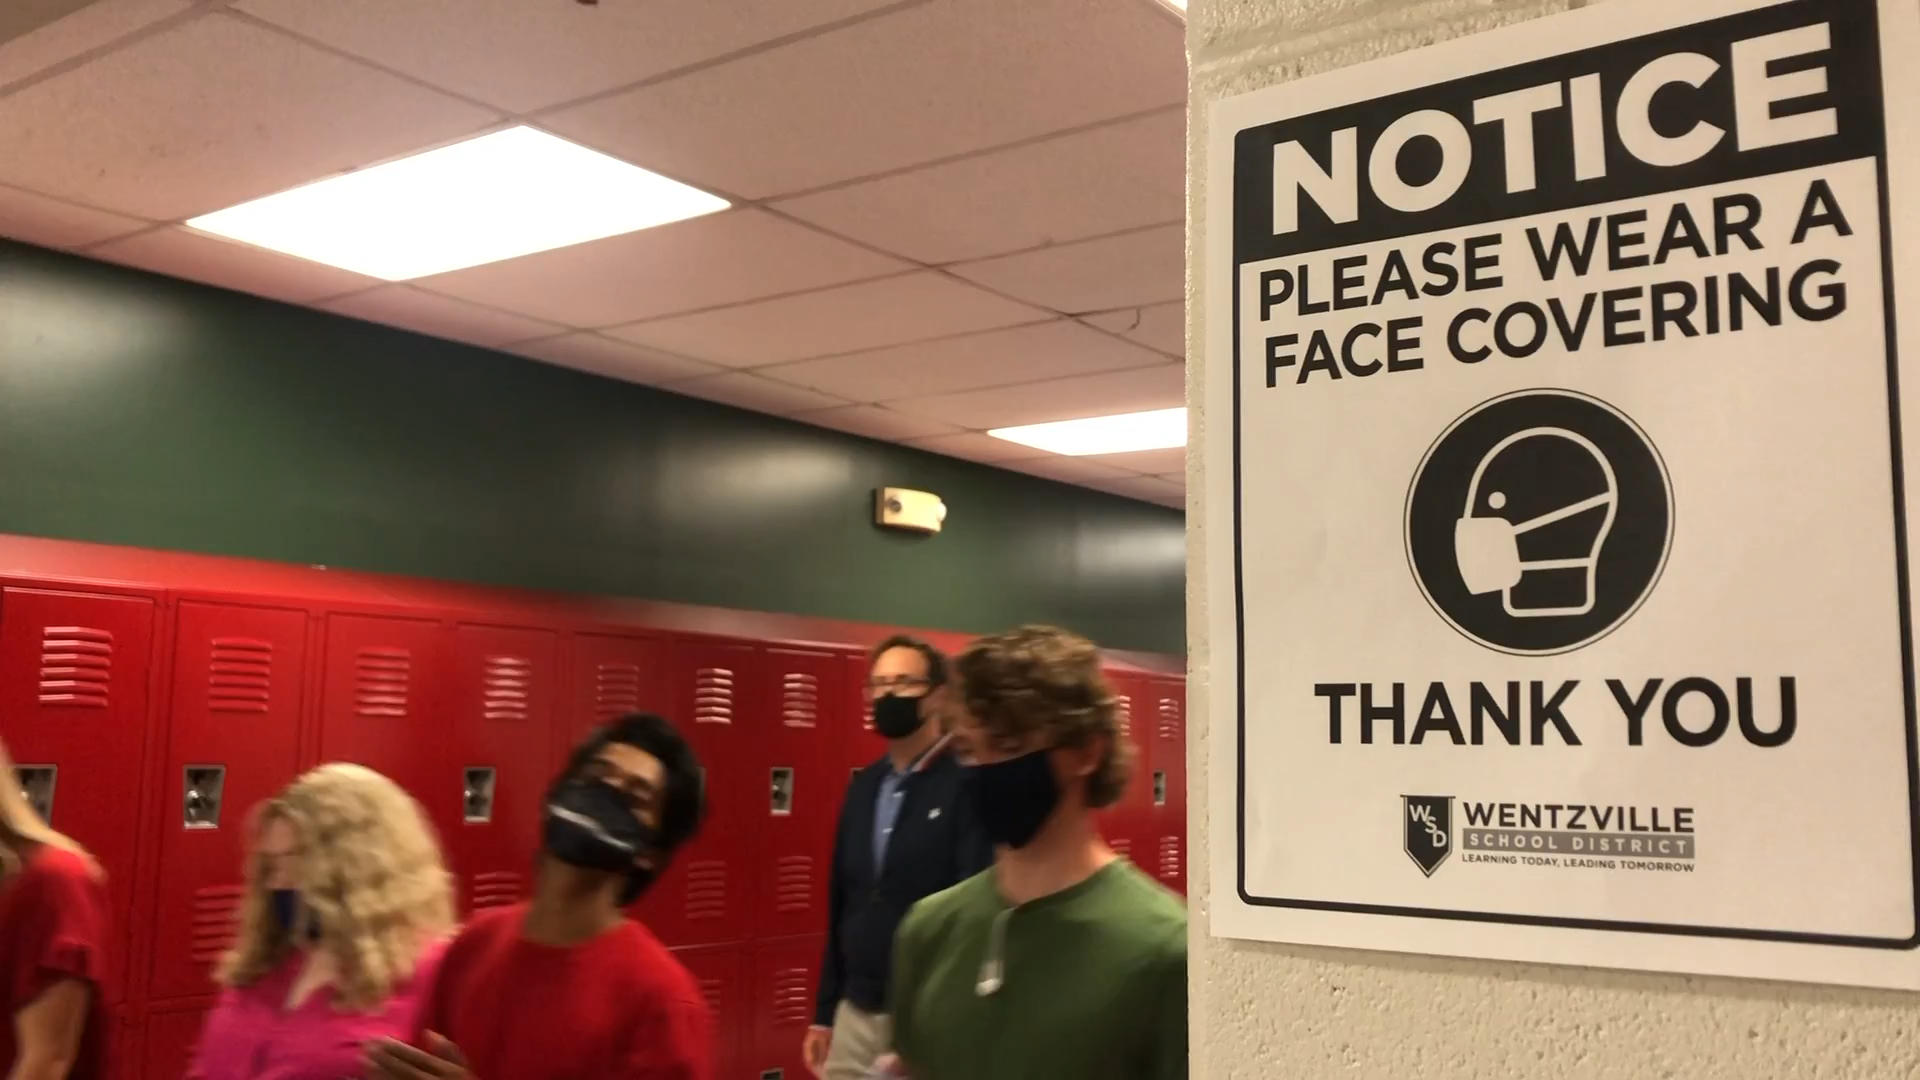 NOTICE
PLEASE WEAR A
FACE COVERING
THANK YOU
WSD
WENTZVILLE
SCHOOL DISTRICT
LEARNING TODAY, LEADING TOMORROW